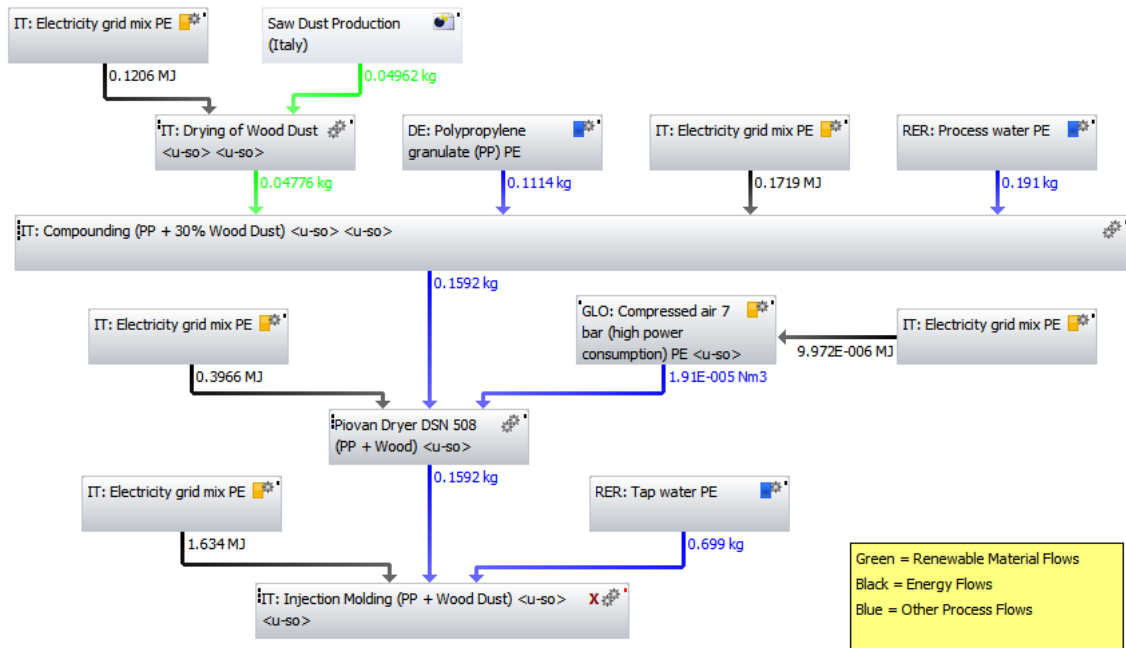 IT: Electricity grid mix PE
Saw Dust Production
(Italy)
0.1206 MJ
0.04962 kg
IT: Drying of Wood Dust
<u-so> <u-so>
DE: Polypropylene
granulate (PP) PE
IT: Electricity grid mix PE
RER: Process water PE
0.04776 kg
0.1114 kg
0.1719 MJ
0.191 kg
IT: Compounding (PP + 30% Wood Dust) <u-so> <u-so>
0.1592 kg
IT: Electricity grid mix PE
GLO: Compressed air 7
bar (high power
consumption) PE <u-so>
IT: Electricity grid mix PE
9.972E-006 MJ
0.3966 MJ
1.91E-005 Nm3
Piovan Dryer DSN 508
(PP + Wood) <u-so>
0.1592 kg
IT: Electricity grid mix PE
RER: Tap water PE
1.634 MJ
0.699 kg
IT: Injection Molding (PP + Wood Dust) <u-so>
<u-so>
X
Green = Renewable Material Flows
Black = Energy Flows
Blue = Other Process Flows